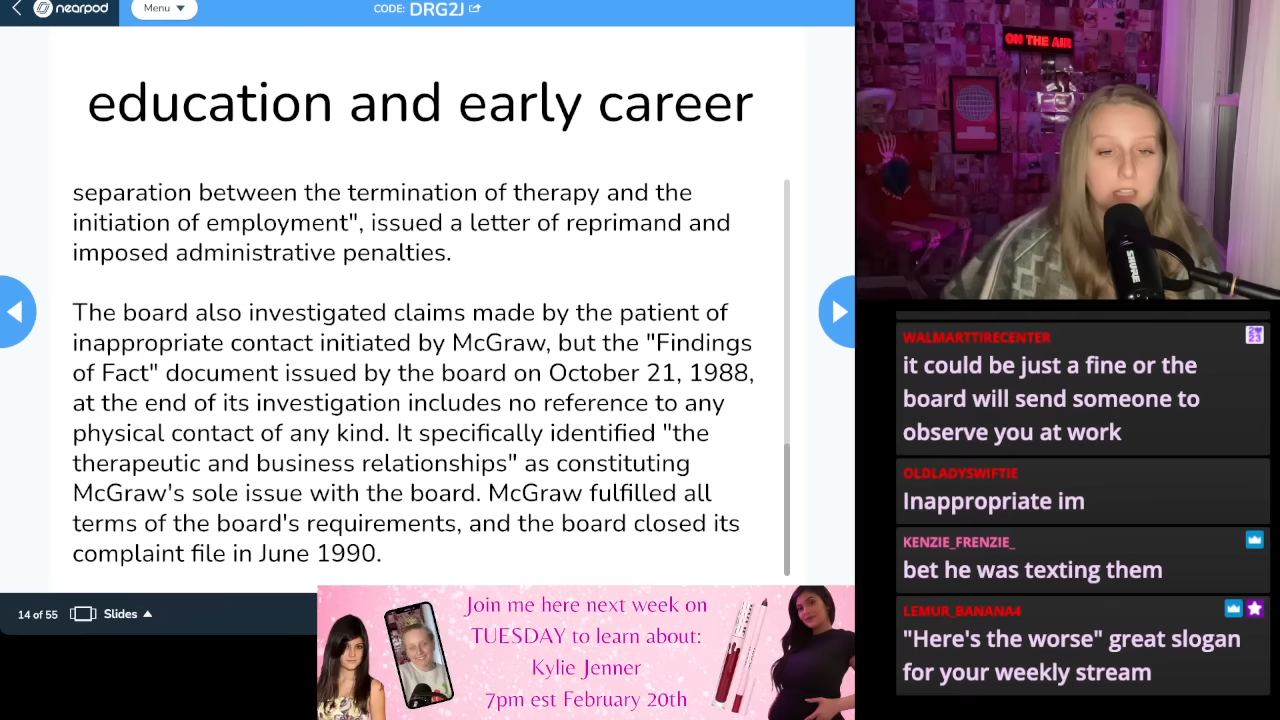 nearpod
Menu
CODE: DRG2J
ON THE AIR
education and early career
separation between the termination of therapy and the
initiation of employment", issued a letter of reprimand and
imposed administrative penalties.
The board also investigated claims made by the patient of
inappropriate contact initiated by McGraw, but the "Findings
of Fact" document issued by the board on October 21, 1988,
at the end of its investigation includes no reference to any
physical contact of any kind. It specifically identified "the
therapeutic and business relationships" as constituting
McGraw's sole issue with the board. McGraw fulfilled all
terms of the board's requirements, and the board closed its
complaint file in June 1990.
14 of 55
Slides
SHURE
WALMARTTIRECENTER
it could be just a fine or the
board will send someone to
observe you at work
OLDLADYSWIFTIE
Inappropriate im
KENZIE_FRENZIE_
bet he was texting them
LEMUR_BANANA4
"Here's the worse" great slogan
for your weekly stream
Join me here next week on
TUESDAY to learn about:
Kylie Jenner
7pm est February 20th